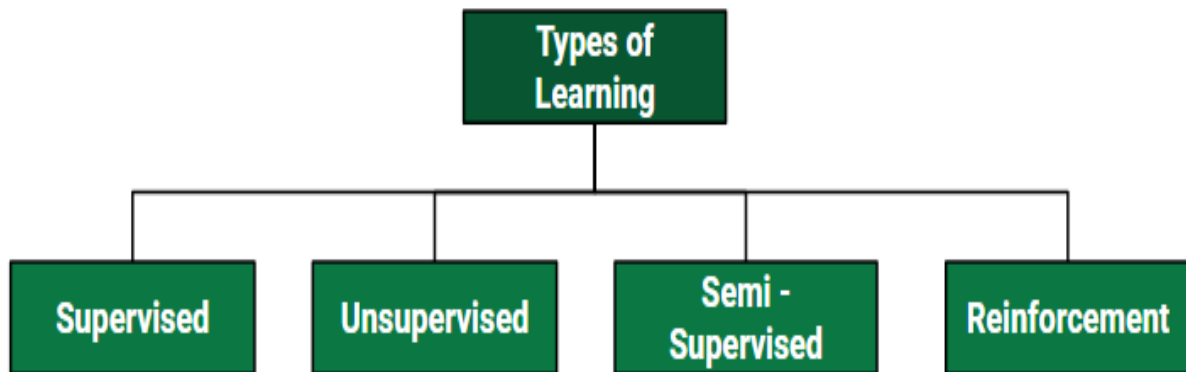 Types of
Learning
Supervised
Unsupervised
Semi -
Supervised
Reinforcement